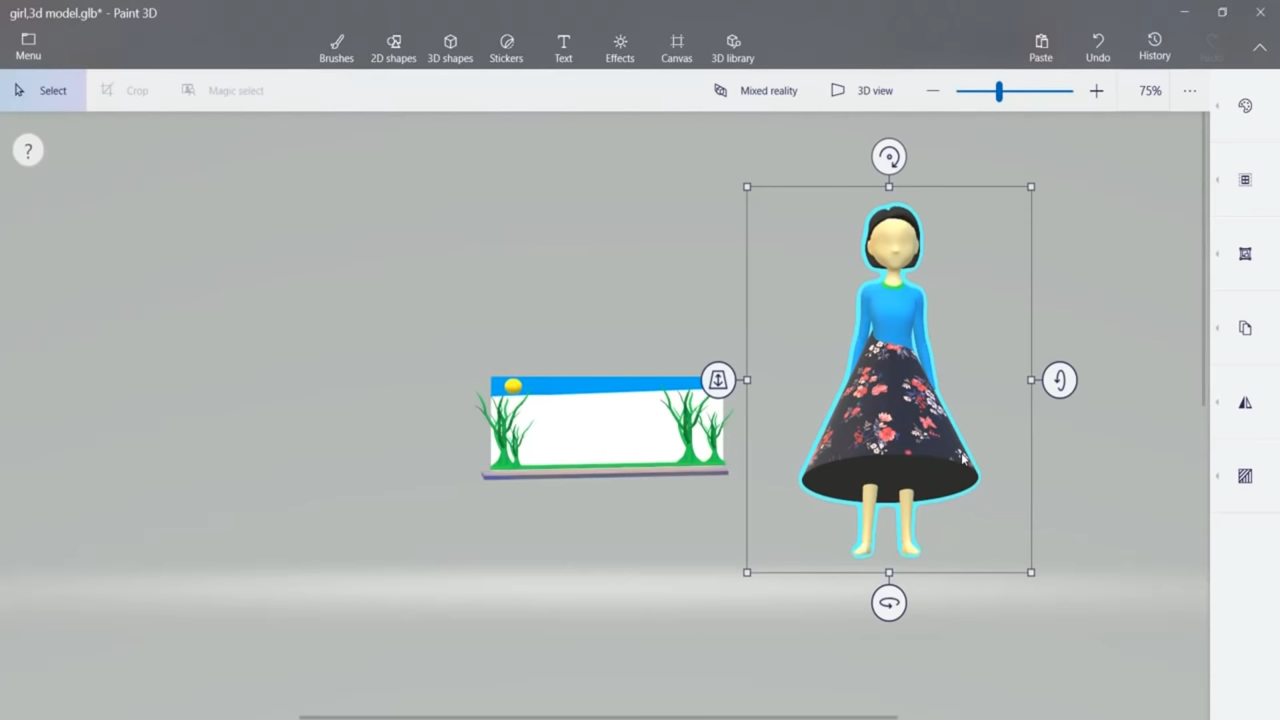 girl,3d model.glb* - Paint 3D
Menu
Brushes
2D shapes
3D shapes
Stickers
Text
Effects
Canvas
3D library
Paste
Undo
History
Select
Crop
Magic select
Mixed reality
3D view
75%
?